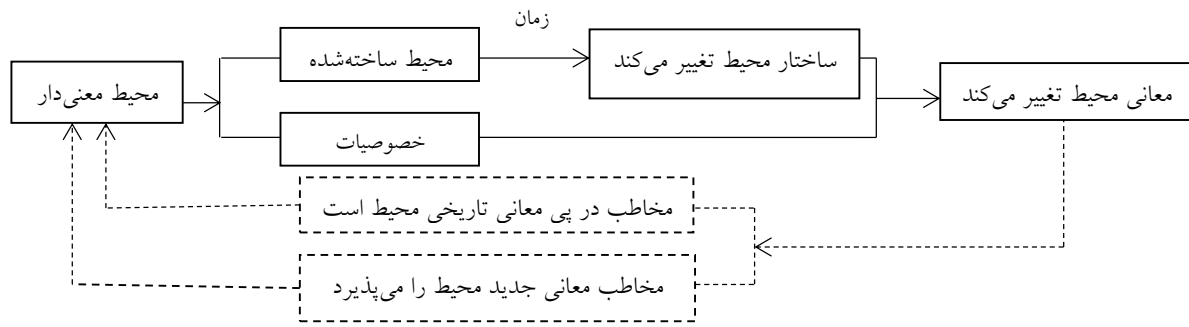 زمان
محیط معنی‌دار
محیط ساخته‌شده
ساختار محیط تغییر می‌کند
معانی محیط تغییر می‌کند
خصوصیات
مخاطب در پی معانی تاریخی محیط است
مخاطب معانی جدید محیط را می‌پذیرد